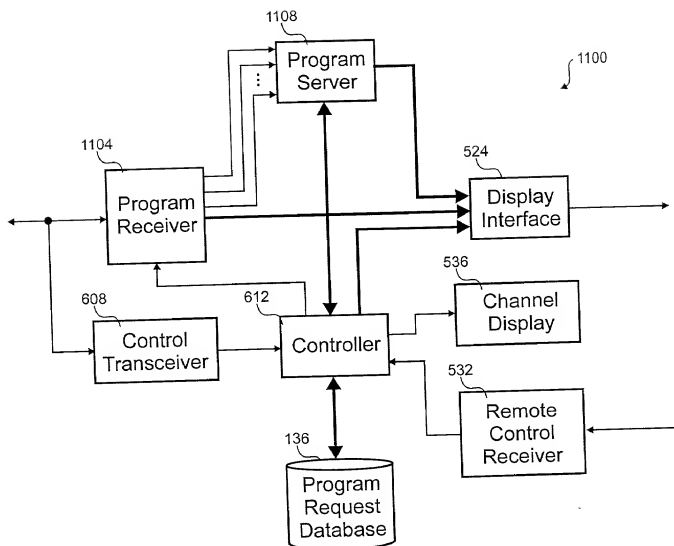 1108
Program
Server
1100
1104
Program
Receiver
524
Display
Interface
536
Channel
Display
608
Control
Transceiver
612
Controller
532
Remote
Control
Receiver
136
Program
Request
Database